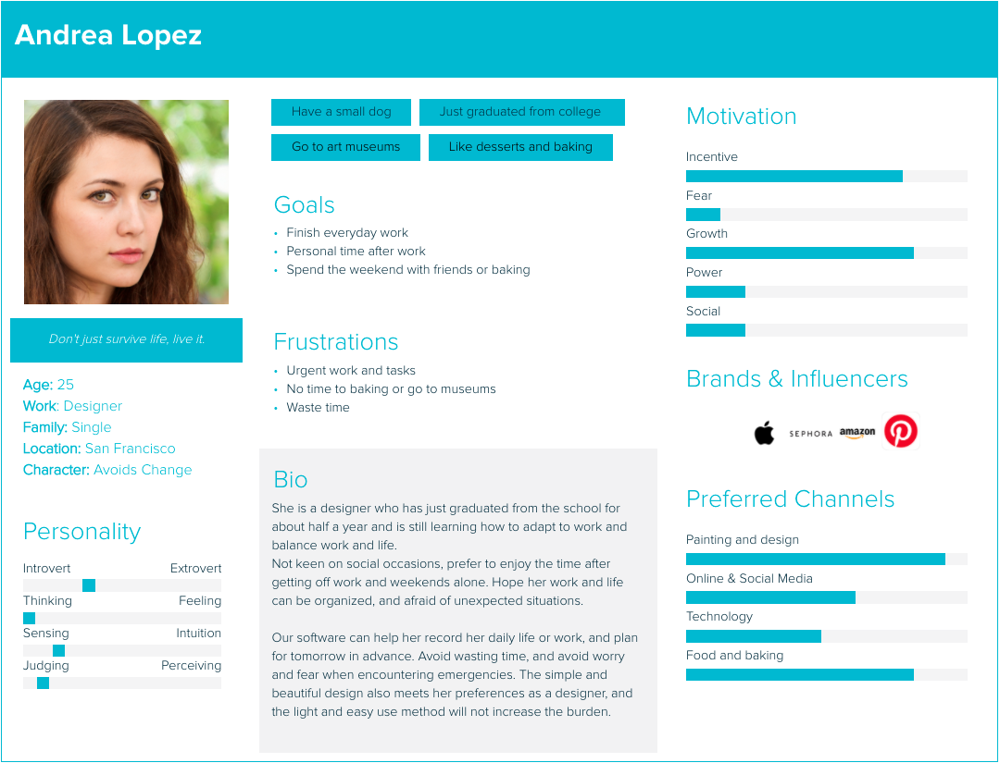 Andrea Lopez
Don't just survive life, live it.
Age: 25
Work: Designer
Family: Single
Location: San Francisco
Character: Avoids Change
Personality
Introvert Extrovert
Thinking Feeling
Sensing Intuition
Judging Perceiving
Have a small dog Just graduated from college
Go to art museums Like desserts and baking
Goals
• Finish everyday work
• Personal time after work
• Spend the weekend with friends or baking
Frustrations
• Urgent work and tasks
• No time to baking or go to museums
• Waste time
Bio
She is a designer who has just graduated from the school for
about half a year and is still learning how to adapt to work and
balance work and life.
Not keen on social occasions, prefer to enjoy the time after
getting off work and weekends alone. Hope her work and life
can be organized, and afraid of unexpected situations.
Our software can help her record her daily life or work, and plan
for tomorrow in advance. Avoid wasting time, and avoid worry
and fear when encountering emergencies. The simple and
beautiful design also meets her preferences as a designer, and
the light and easy use method will not increase the burden.
Motivation
Incentive
Fear
Growth
Power
Social
Brands & Influencers
SEPHORA amazon
Preferred Channels
Painting and design
Online & Social Media
Technology
Food and baking